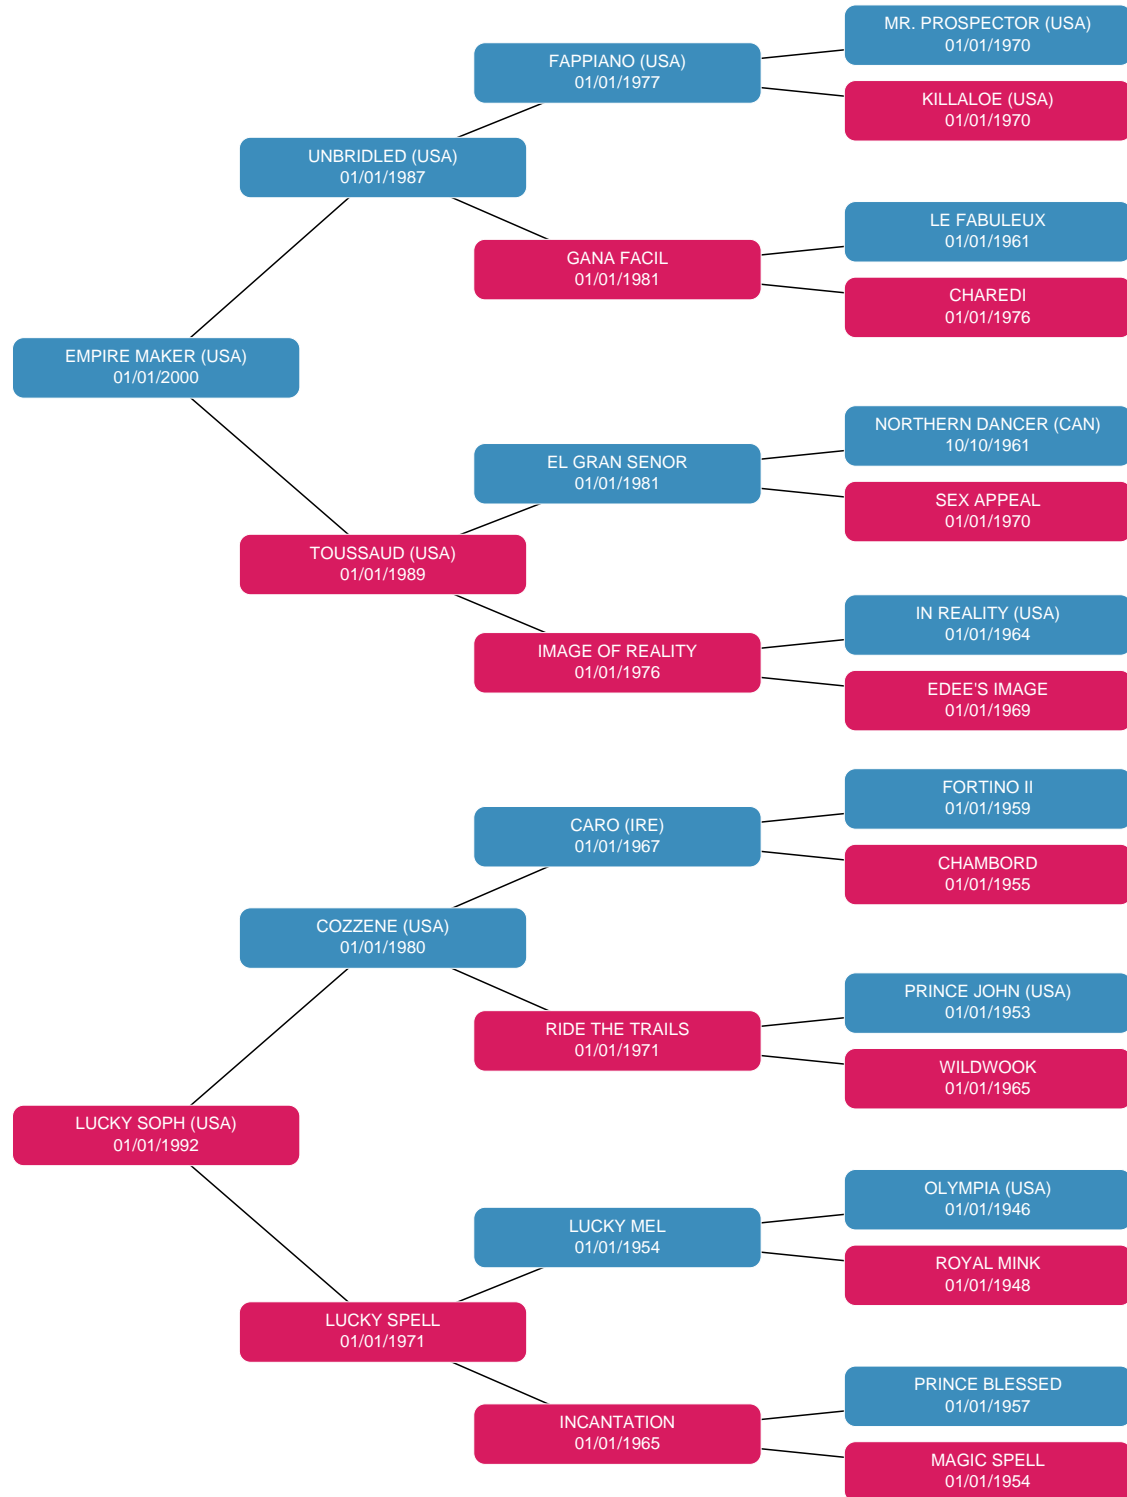 MR. PROSPECTOR (USA)
01/01/1970
FAPPIANO (USA)
01/01/1977
KILLALOE (USA)
01/01/1970
UNBRIDLED (USA)
01/01/1987
LE FABULEUX
01/01/1961
GANA FACIL
01/01/1981
CHAREDI
01/01/1976
EMPIRE MAKER (USA)
01/01/2000
NORTHERN DANCER (CAN)
10/10/1961
EL GRAN SENOR
01/01/1981
SEX APPEAL
01/01/1970
TOUSSAUD (USA)
01/01/1989
IN REALITY (USA)
01/01/1964
IMAGE OF REALITY
01/01/1976
EDEE'S IMAGE
01/01/1969
FORTINO II
01/01/1959
CARO (IRE)
01/01/1967
CHAMBORD
01/01/1955
COZZENE (USA)
01/01/1980
PRINCE JOHN (USA)
01/01/1953
RIDE THE TRAILS
01/01/1971
WILDWOOK
01/01/1965
LUCKY SOPH (USA)
01/01/1992
OLYMPIA (USA)
01/01/1946
LUCKY MEL
01/01/1954
ROYAL MINK
01/01/1948
LUCKY SPELL
01/01/1971
PRINCE BLESSED
01/01/1957
INCANTATION
01/01/1965
MAGIC SPELL
01/01/1954